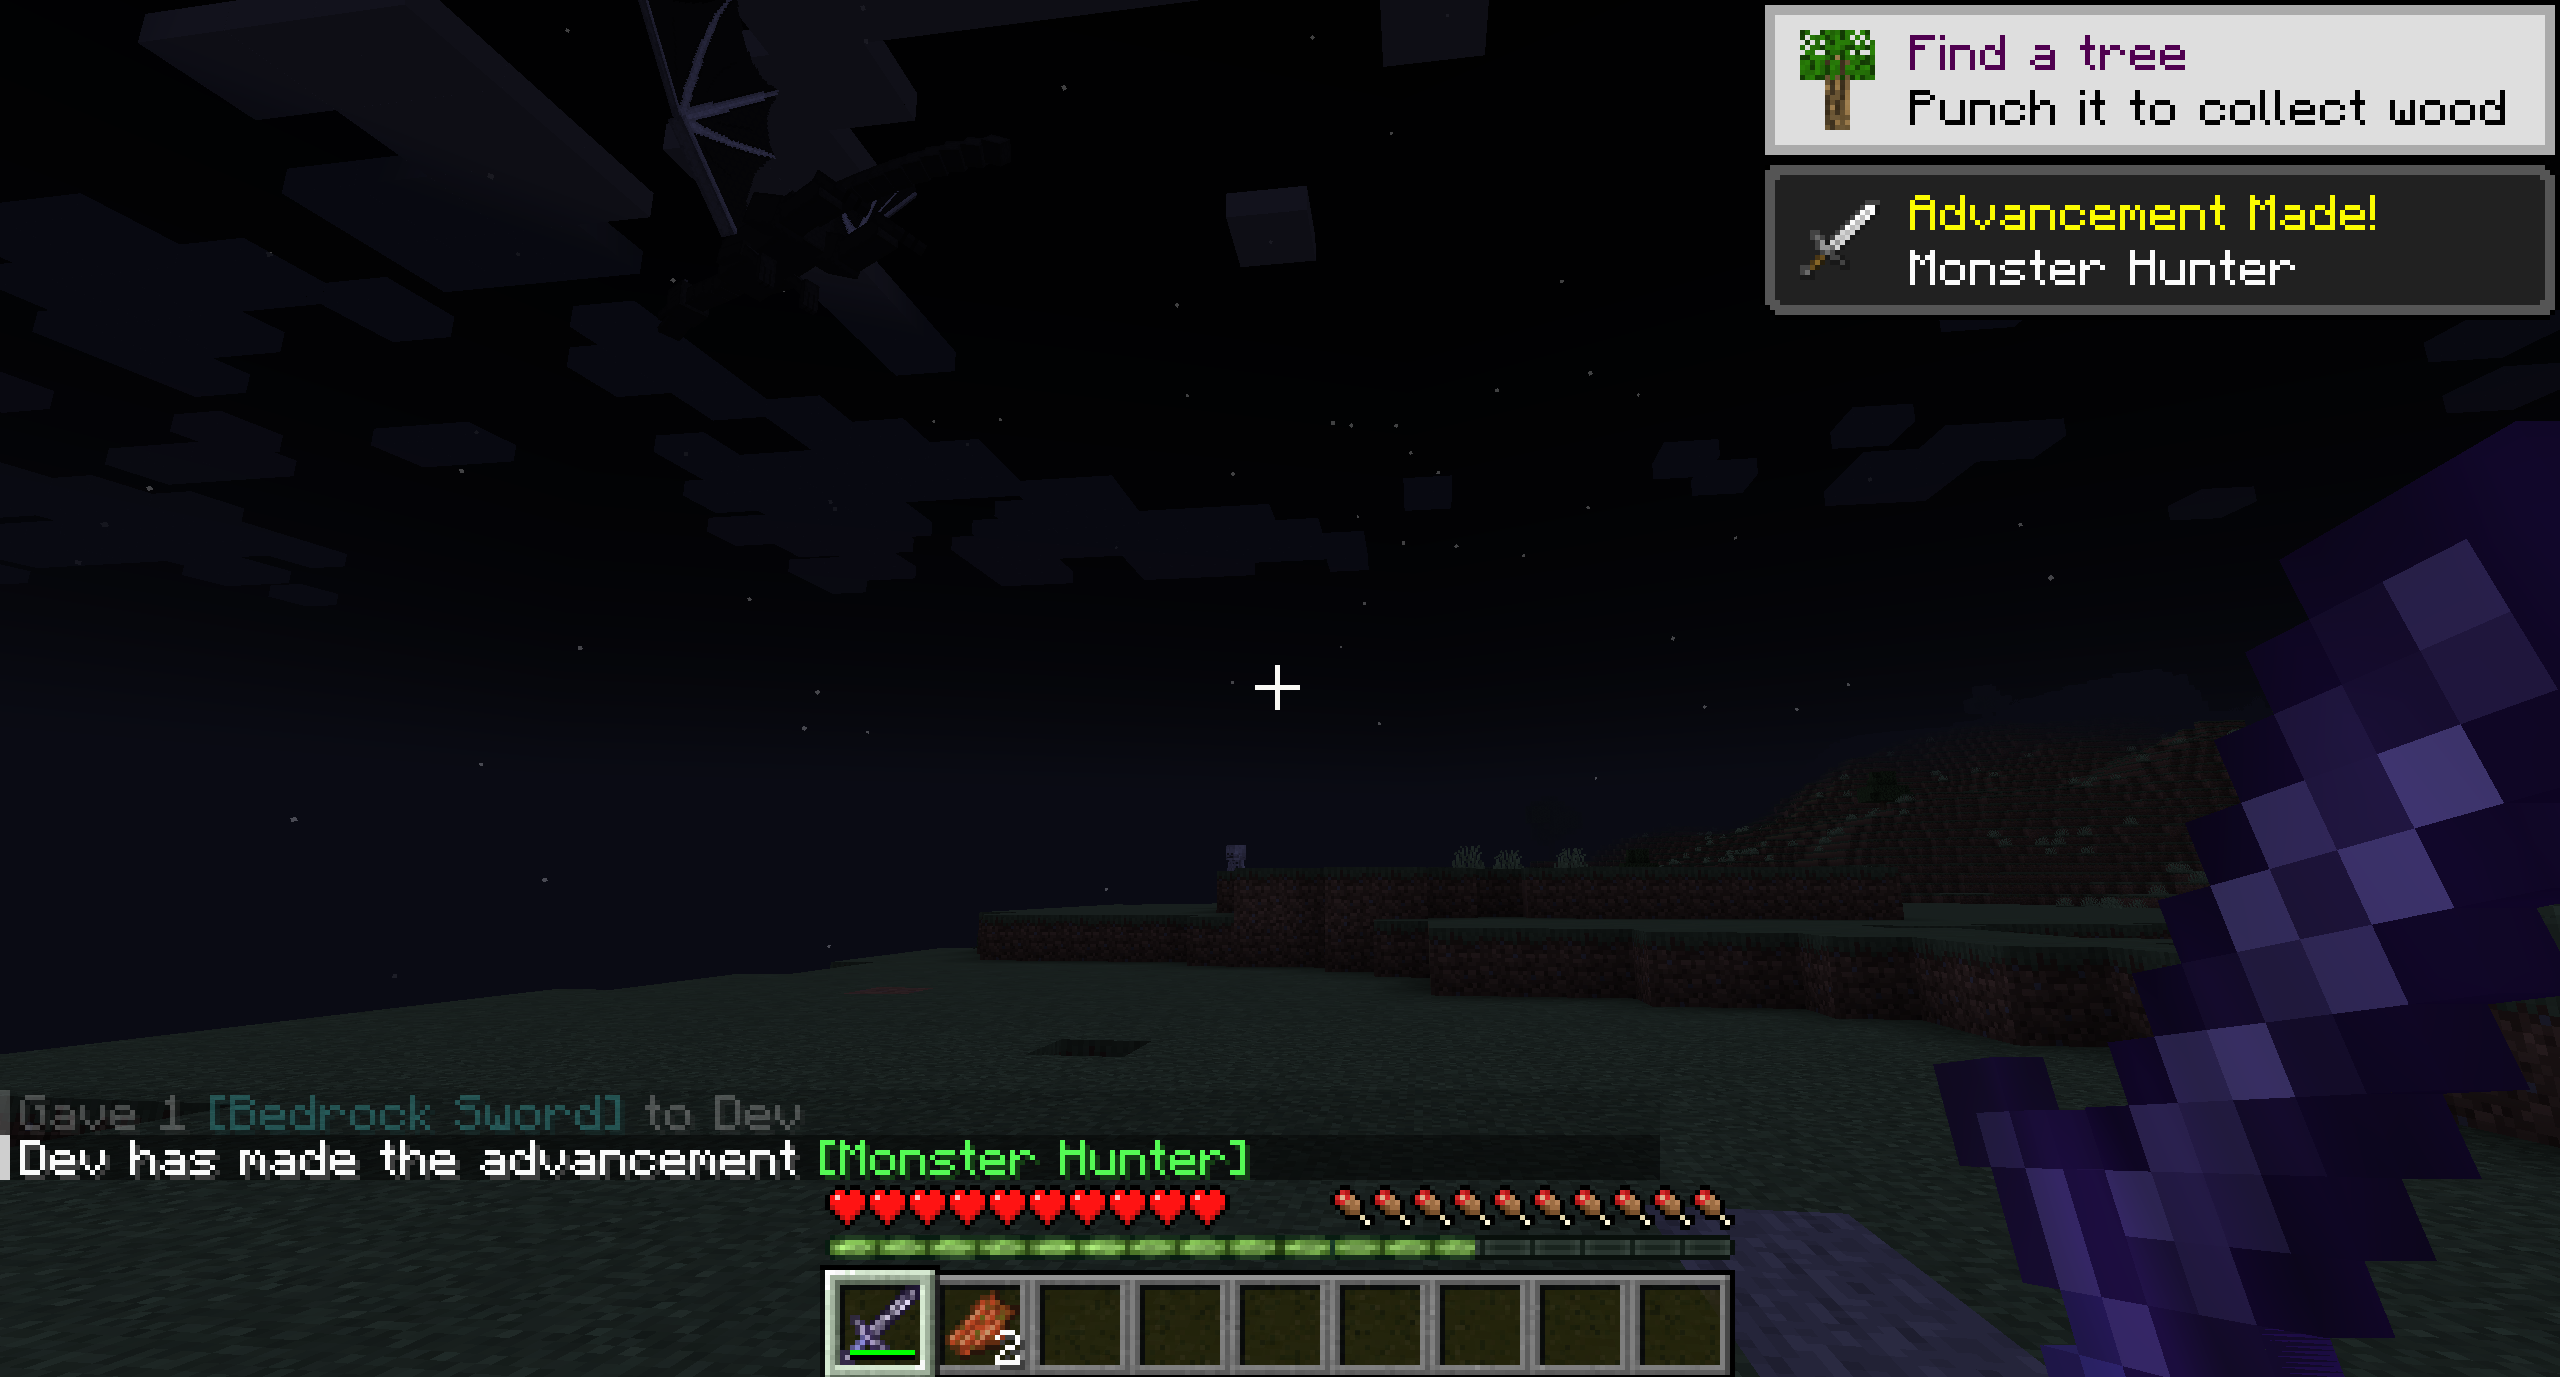 Find a tree
Punch it to collect wood
Advancement Made!
Monster Hunter
Gave 1 [Bedrock Sword] to Dev
Dev has made the advancement [Monster Hunter]
2